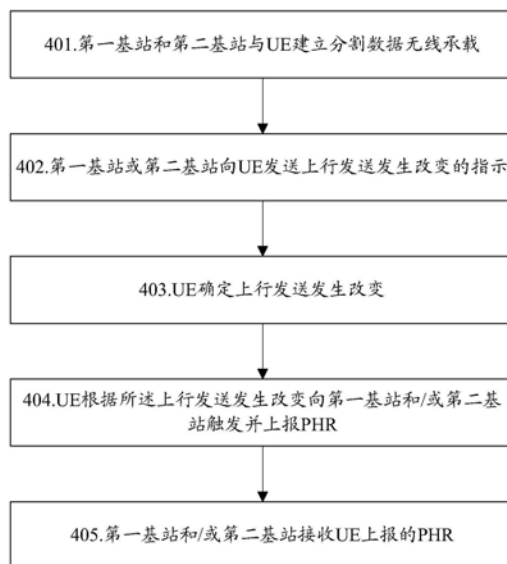 401.第一基站和第二基站与UE建立分割数据无线承载
402.第一基站或第二基站向UE发送上行发送发生改变的指示
403.UE确定上行发送发生改变
404.UE根据所述上行发送发生改变向第一基站和/或第二基
站触发并上报PHR
405.第一基站和/或第二基站接收UE上报的PHR